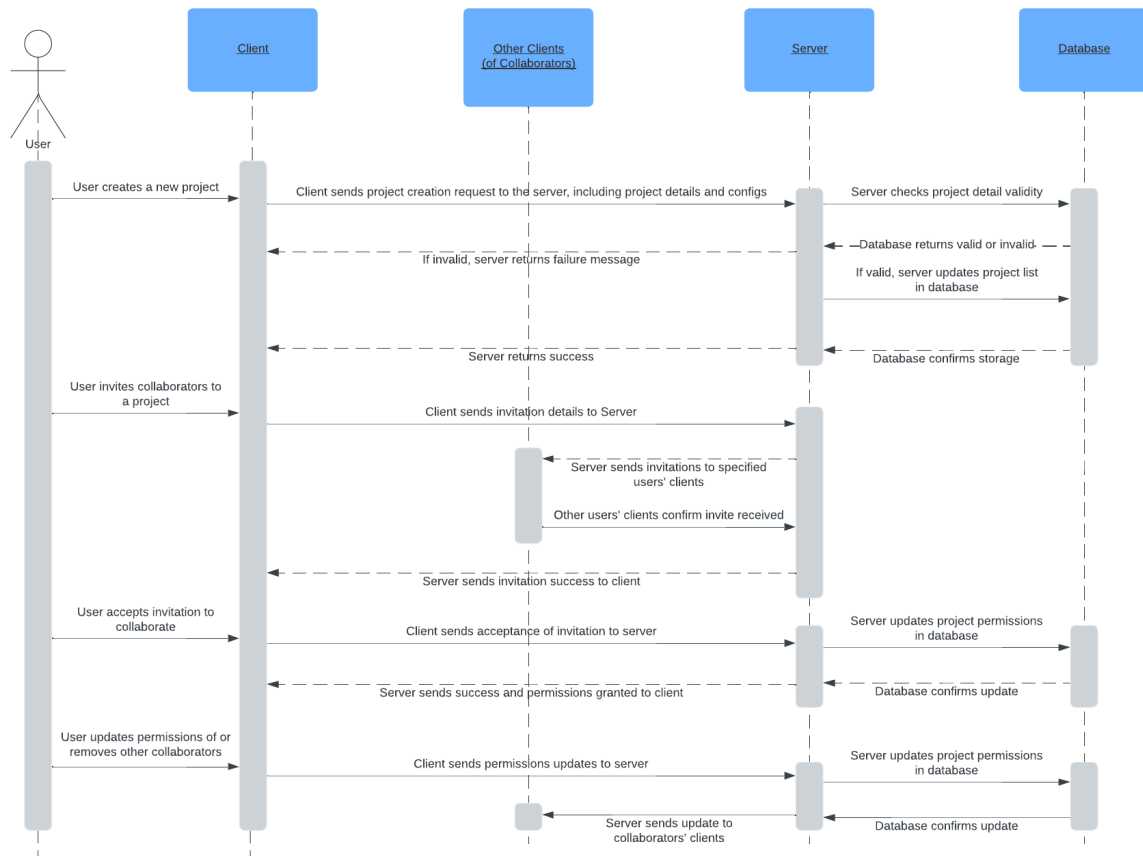 Client
Other Clients
(of Collaborators)
Server
Database
User
User creates a new project
Client sends project creation request to the server, including project details and configs
Server checks project detail validity
Database returns valid or invalid
If invalid, server returns failure message
If valid, server updates project list
in database
Server returns success
Database confirms storage
User invites collaborators to
a project
Client sends invitation details to Server
Server sends invitations to specified
users' clients
Other users' clients confirm invite received
Server sends invitation success to client
User accepts invitation to
collaborate
Client sends acceptance of invitation to server
Server updates project permissions
in database
Server sends success and permissions granted to client
Database confirms update
User updates permissions of or
removes other collaborators
Client sends permissions updates to server
Server updates project permissions
in database
Server sends update to
collaborators' clients
Database confirms update